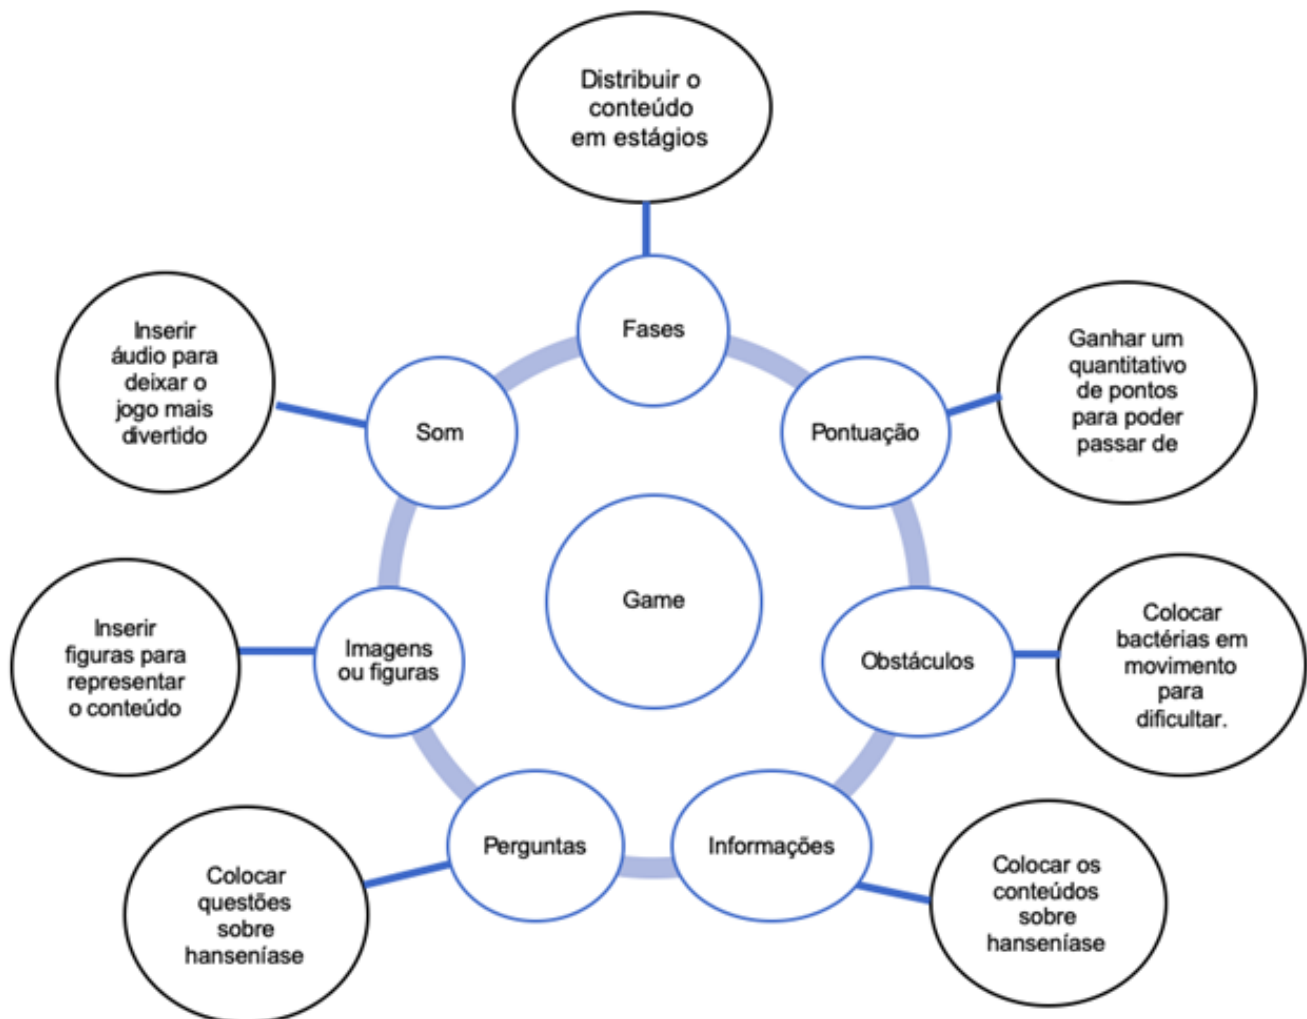 Distribuir o
conteúdo
em estágios
Fases
Inserir
áudio para
deixar o
jogo mais
divertido
Som
Pontuação
Ganhar um
quantitativo
de pontos
para poder
passar de
Game
Inserir
figuras para
representar
o conteúdo
Imagens
ou figuras
Obstáculos
Colocar
bactérias em
movimento
para
dificultar.
Colocar
questões
sobre
hanseníase
Perguntas
Informações
Colocar os
conteúdos
sobre
hanseníase